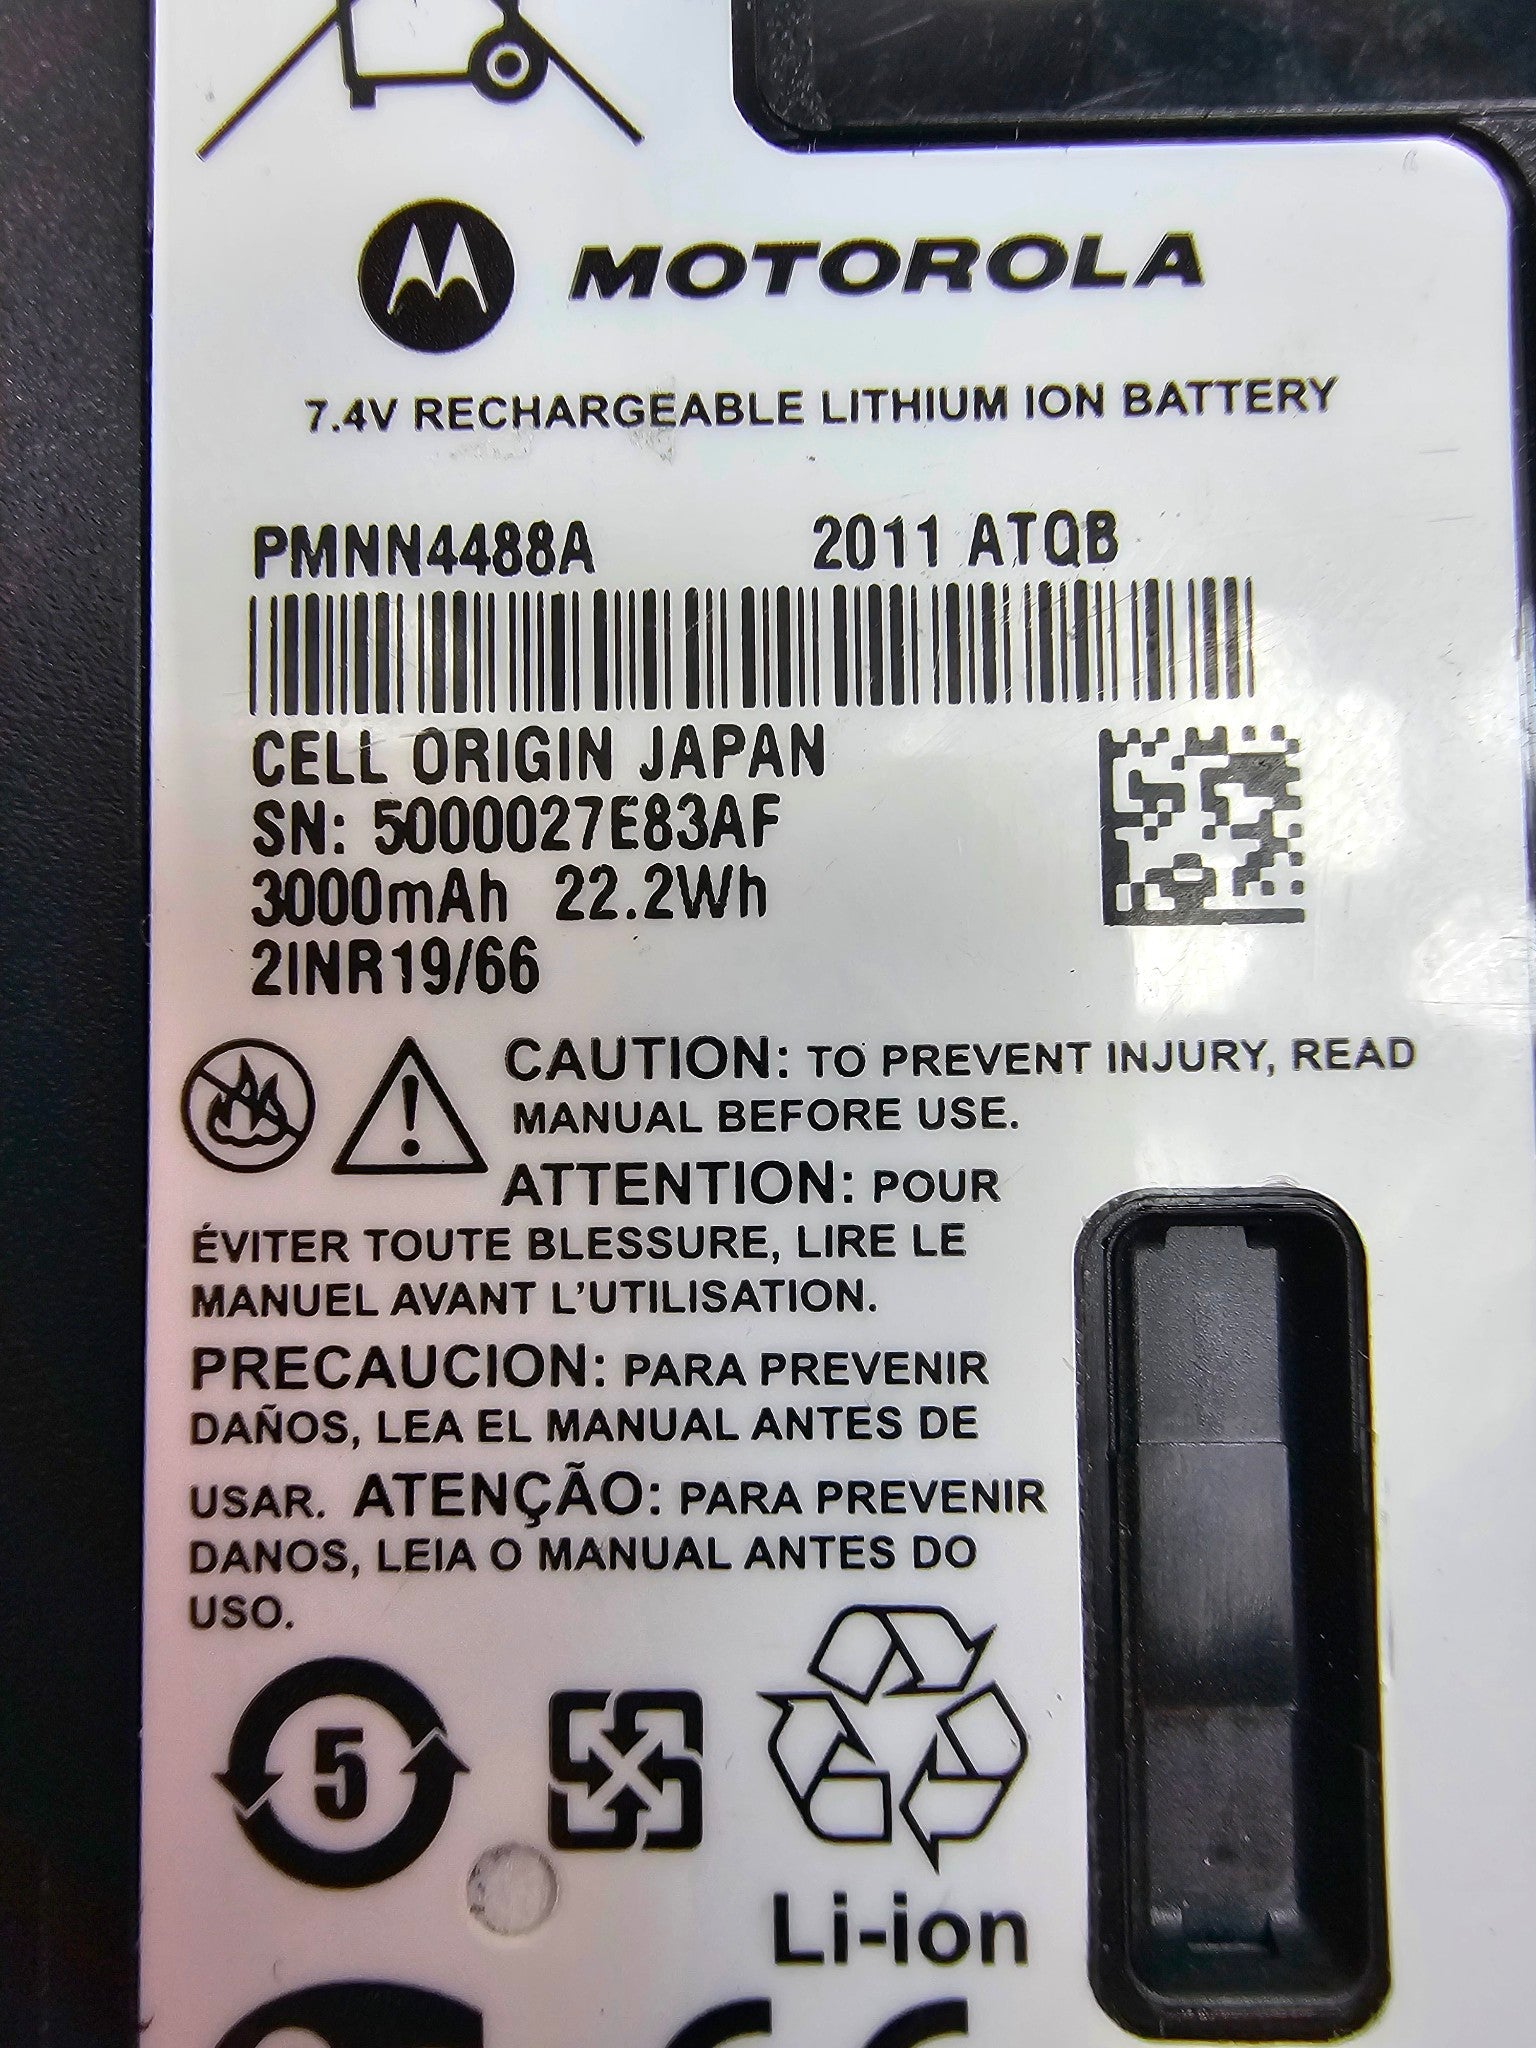 MOTOROLA
7.4V RECHARGEABLE LITHIUM ION BATTERY
PMNN4488A 2011 ATQB
CELL ORIGIN JAPAN
SN: 5000027E83AF
3000mAh 22.2Wh
2INR19/66
CAUTION: TO PREVENT INJURY, READ
MANUAL BEFORE USE.
ATTENTION: POUR
ÉVITER TOUTE BLESSURE, LIRE LE
MANUEL AVANT L'UTILISATION.
PRECAUCION: PARA PREVENIR
DAÑOS, LEA EL MANUAL ANTES DE
USAR. ATENÇÃO: PARA PREVENIR
DANOS, LEIA O MANUAL ANTES DO
USO.
5
Li-ion